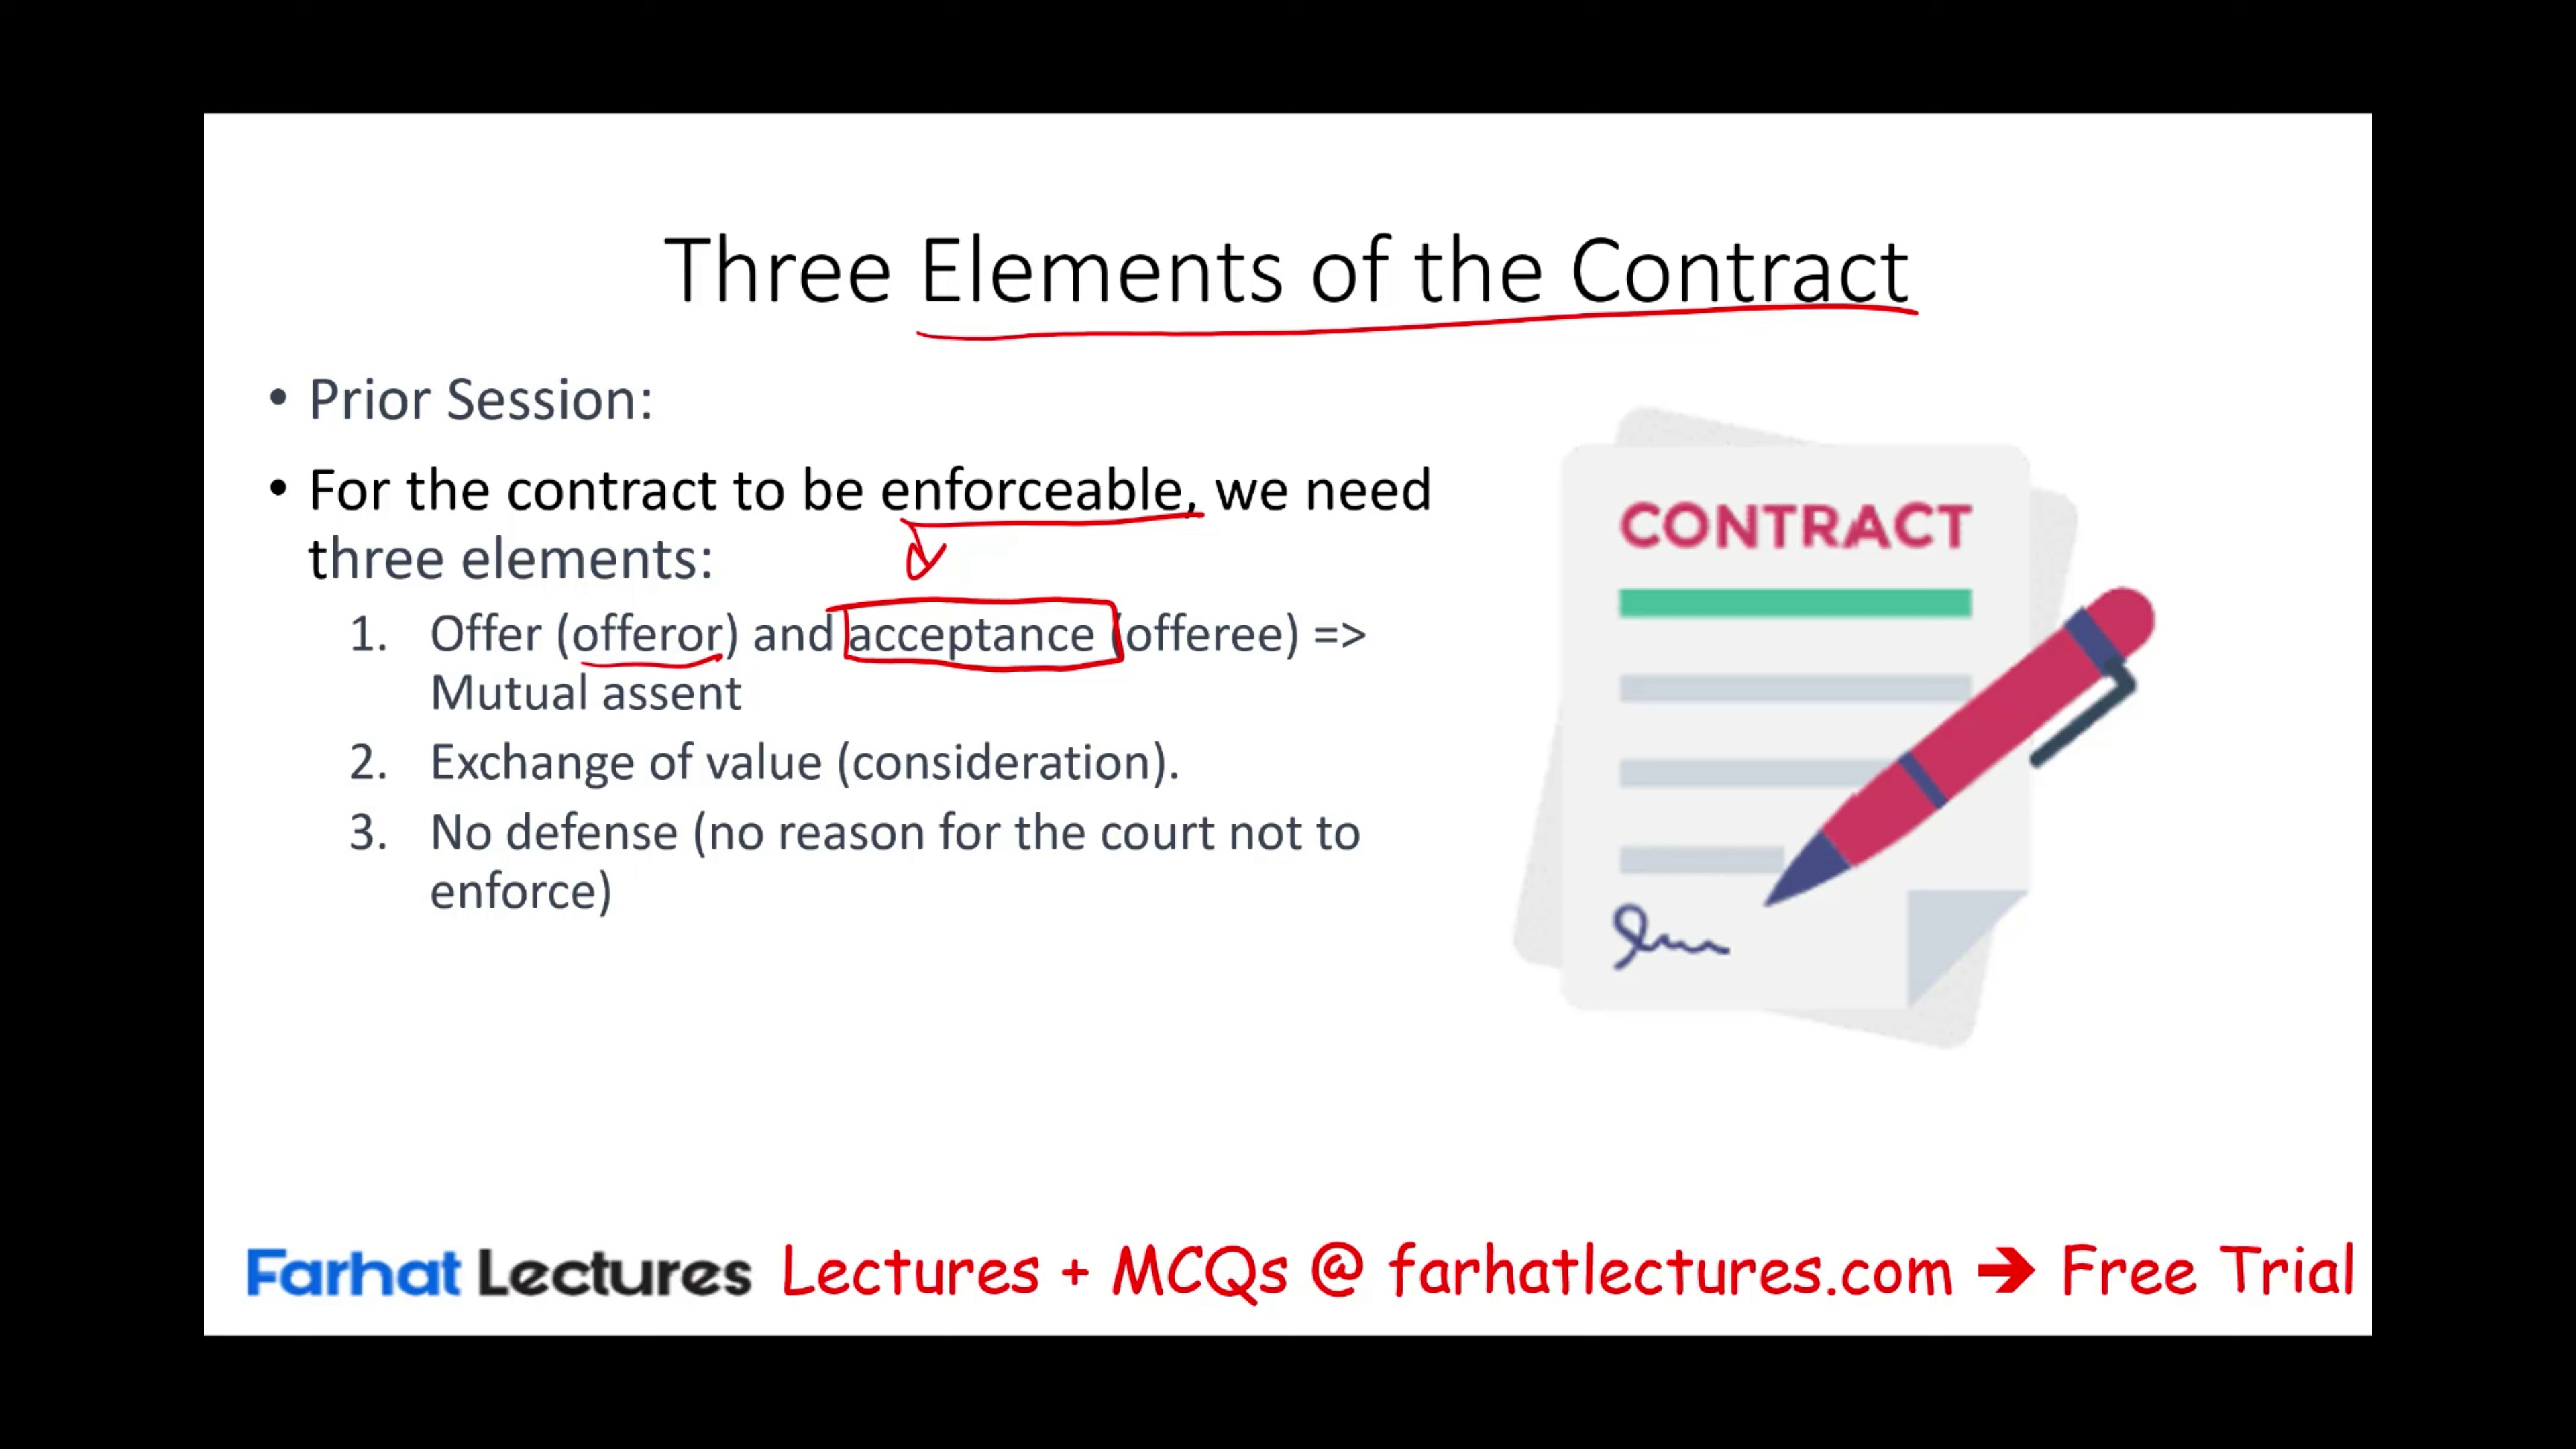 Three Elements of the Contract
• Prior Session:
• For the contract to be enforceable, we need
three elements:
1. Offer (offeror) and acceptance (offeree) =>
Mutual assent
2. Exchange of value (consideration).
3. No defense (no reason for the court not to
enforce)
CONTRACT
Farhat Lectures Lectures + MCQs @ farhatlectures.com ➔ Free Trial